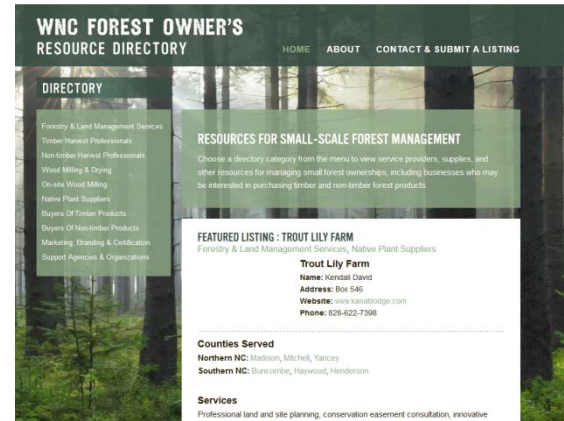 WNC FOREST OWNER'S
RESOURCE DIRECTORY
HOME ABOUT CONTACT & SUBMIT A LISTING
DIRECTORY
Forestry & Land Management Services
Timber Harvest Professionals
Non-timber Harvest Professionals
Wood Milling & Drying
On-site Wood Milling
Native Plant Suppliers
Buyers Of Timber Products
Buyers Of Non-timber Products
Marketing, Branding & Certification
Support Agencies & Organizations
RESOURCES FOR SMALL-SCALE FOREST MANAGEMENT
Choose a directory category from the menu to view service providers, supplies, and
other resources for managing small forest ownerships, including businesses who may
be interested in purchasing timber and non-timber forest products.
FEATURED LISTING : TROUT LILY FARM
Forestry & Land Management Services, Native Plant Suppliers
Trout Lily Farm
Name: Kendall David
Address: Box 546
Website: www.kanatilodge.com
Phone: 828-622-7398
Counties Served
Northern NC: Madison, Mitchell, Yancey
Southern NC: Buncombe, Haywood, Henderson
Services
Professional land and site planning, conservation easement consultation, innovative